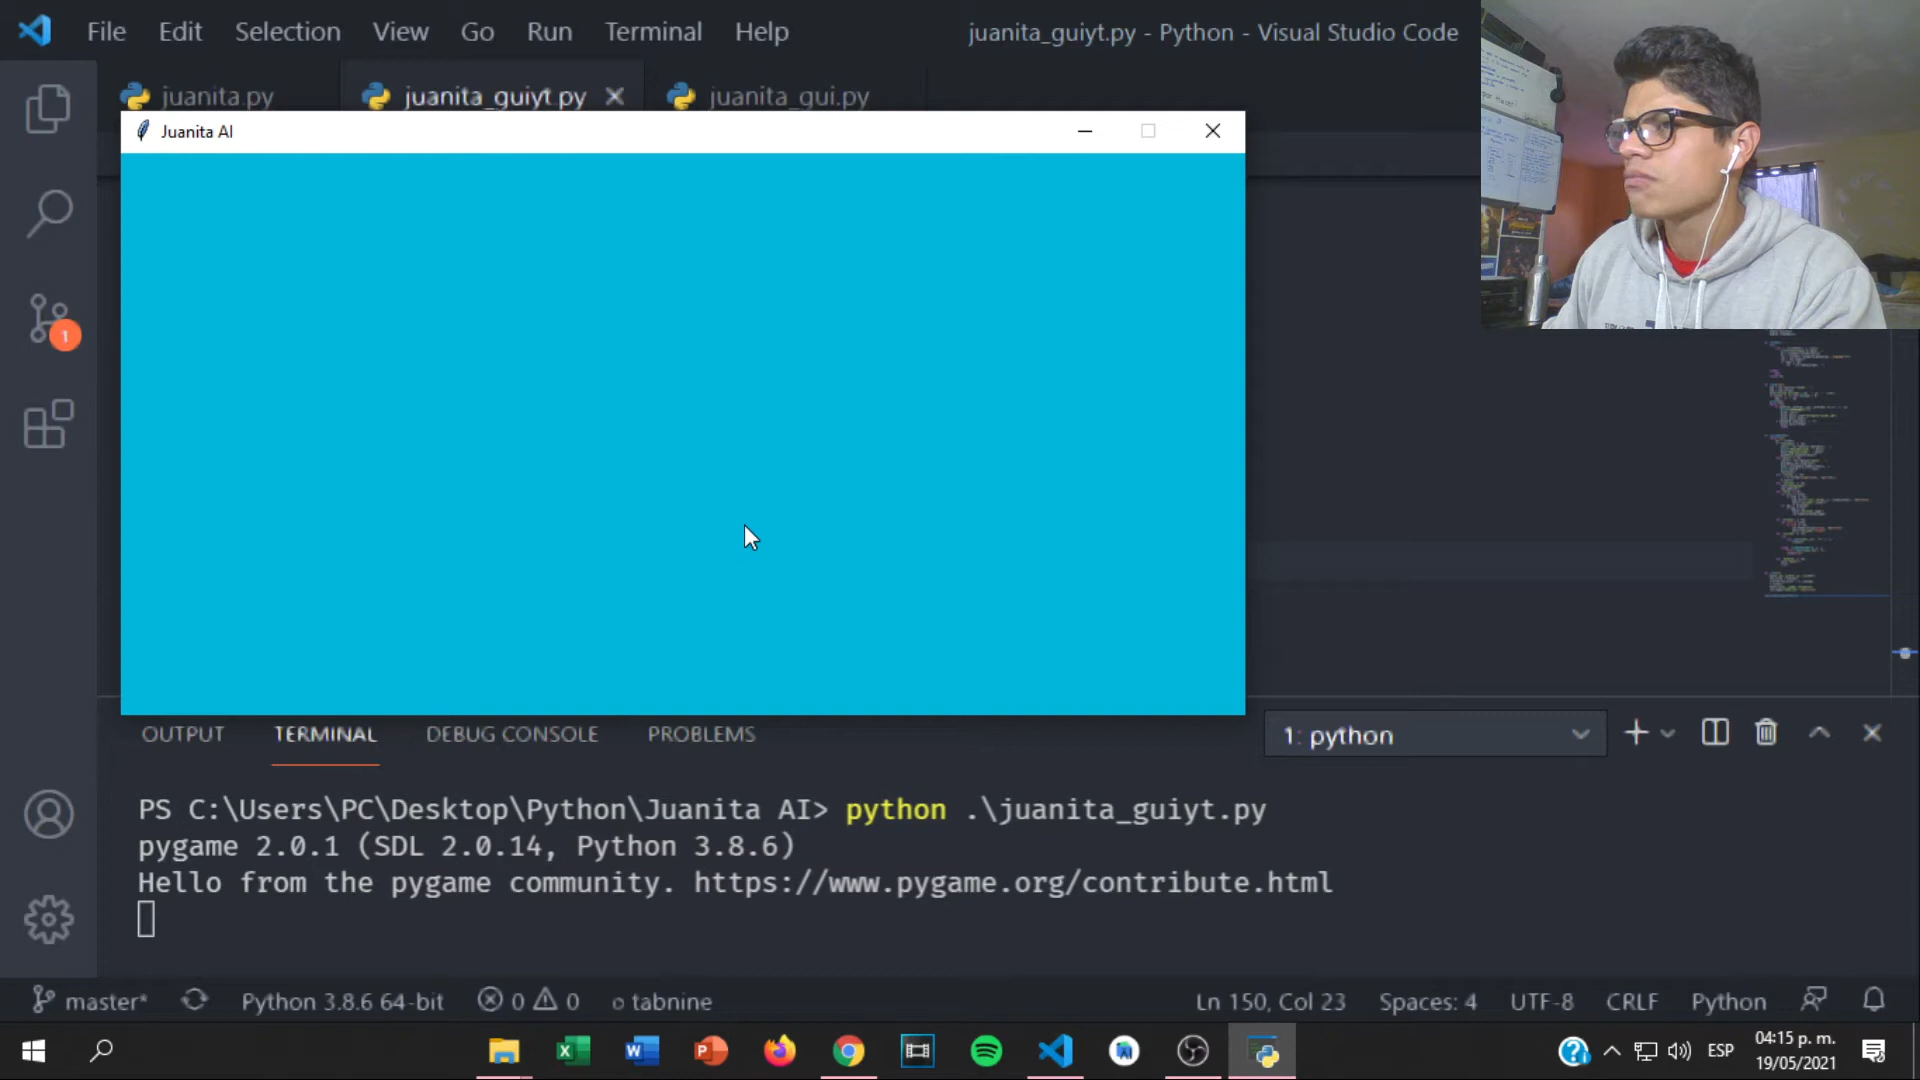 File Edit Selection View Go Run Terminal Help juanita_guiyt.py - Python - Visual Studio Code
juanita.py juanita_guiyt.py juanita_gui.py
Juanita AI
1
OUTPUT TERMINAL DEBUG CONSOLE PROBLEMS 1: python
PS C:\Users\PC\Desktop\Python\Juanita AI> python .\juanita_guiyt.py
pygame 2.0.1 (SDL 2.0.14, Python 3.8.6)
Hello from the pygame community. https://www.pygame.org/contribute.html
master* Python 3.8.6 64-bit 0 0 tabnine Ln 150, Col 23 Spaces: 4 UTF-8 CRLF Python
ESP 04:15 p. m.
19/05/2021